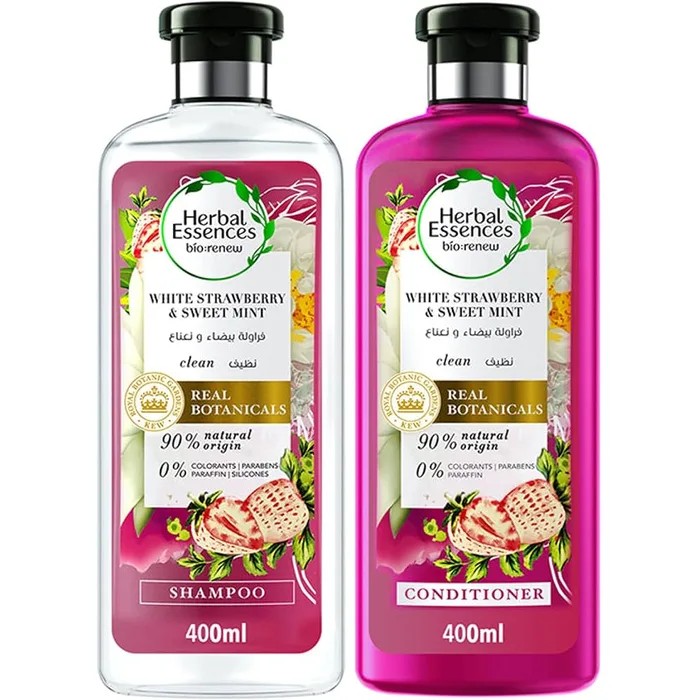 Herbal
Essences
bio:renew
WHITE STRAWBERRY
& SWEET MINT
فراولة بيضاء و نعناع
clean نظيف
ROYAL BOTANIC GARDENS
KEW
REAL
BOTANICALS
90% natural
origin
0% COLORANTS | PARABENS
PARAFFIN | SILICONES
SHAMPOO
400ml
Herbal
Essences
bio:renew
WHITE STRAWBERRY
& SWEET MINT
فراولة بيضاء و نعناع
clean نظيف
ROYAL BOTANIC GARDENS
KEW
REAL
BOTANICALS
90% natural
origin
0% COLORANTS | PARABENS
PARAFFIN
CONDITIONER
400ml